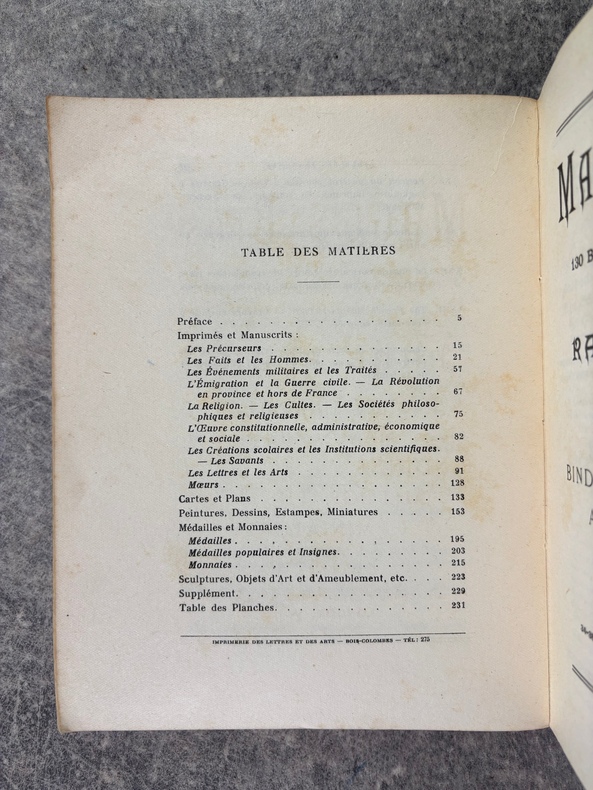 TABLE DES MATIÈRES
Préface . . . . . . . . . . . . . . . . . . . 5
Imprimés et Manuscrits :
Les Précurseurs . . . . . . . . . . . . . . 15
Les Faits et les Hommes. . . . . . . . . . . 21
Les Événements militaires et les Traités . . . . . 57
L'Émigration et la Guerre civile. — La Révolution
en province et hors de France . . . . . . . . 67
La Religion. — Les Cultes. — Les Sociétés philoso-
phiques et religieuses . . . . . . . . . . . 75
L'Œuvre constitutionnelle, administrative, économique
et sociale . . . . . . . . . . . . . . . 82
Les Créations scolaires et les Institutions scientifiques.
— Les Savants . . . . . . . . . . . . . . 88
Les Lettres et les Arts . . . . . . . . . . . . 91
Mœurs . . . . . . . . . . . . . . . . . . 128
Cartes et Plans . . . . . . . . . . . . . . . 133
Peintures, Dessins, Estampes, Miniatures . . . . . 153
Médailles et Monnaies :
Médailles . . . . . . . . . . . . . . . . . 195
Médailles populaires et Insignes. . . . . . . . . 203
Monnaies . . . . . . . . . . . . . . . . . 215
Sculptures, Objets d'Art et d'Ameublement, etc. . . . 223
Supplément. . . . . . . . . . . . . . . . . 229
Table des Planches. . . . . . . . . . . . . . 231
IMPRIMERIE DES LETTRES ET DES ARTS — BOIS-COLOMBES — TÉL : 275
MA
130 B
RA
BIND
A